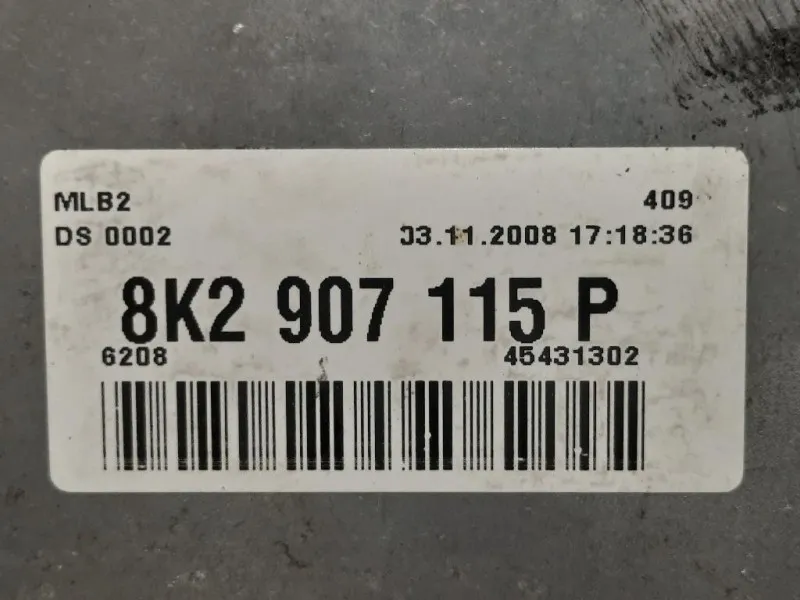 MLB2 409
DS 0002 03.11.2008 17:18:36
8K2 907 115 P
6208 45431302